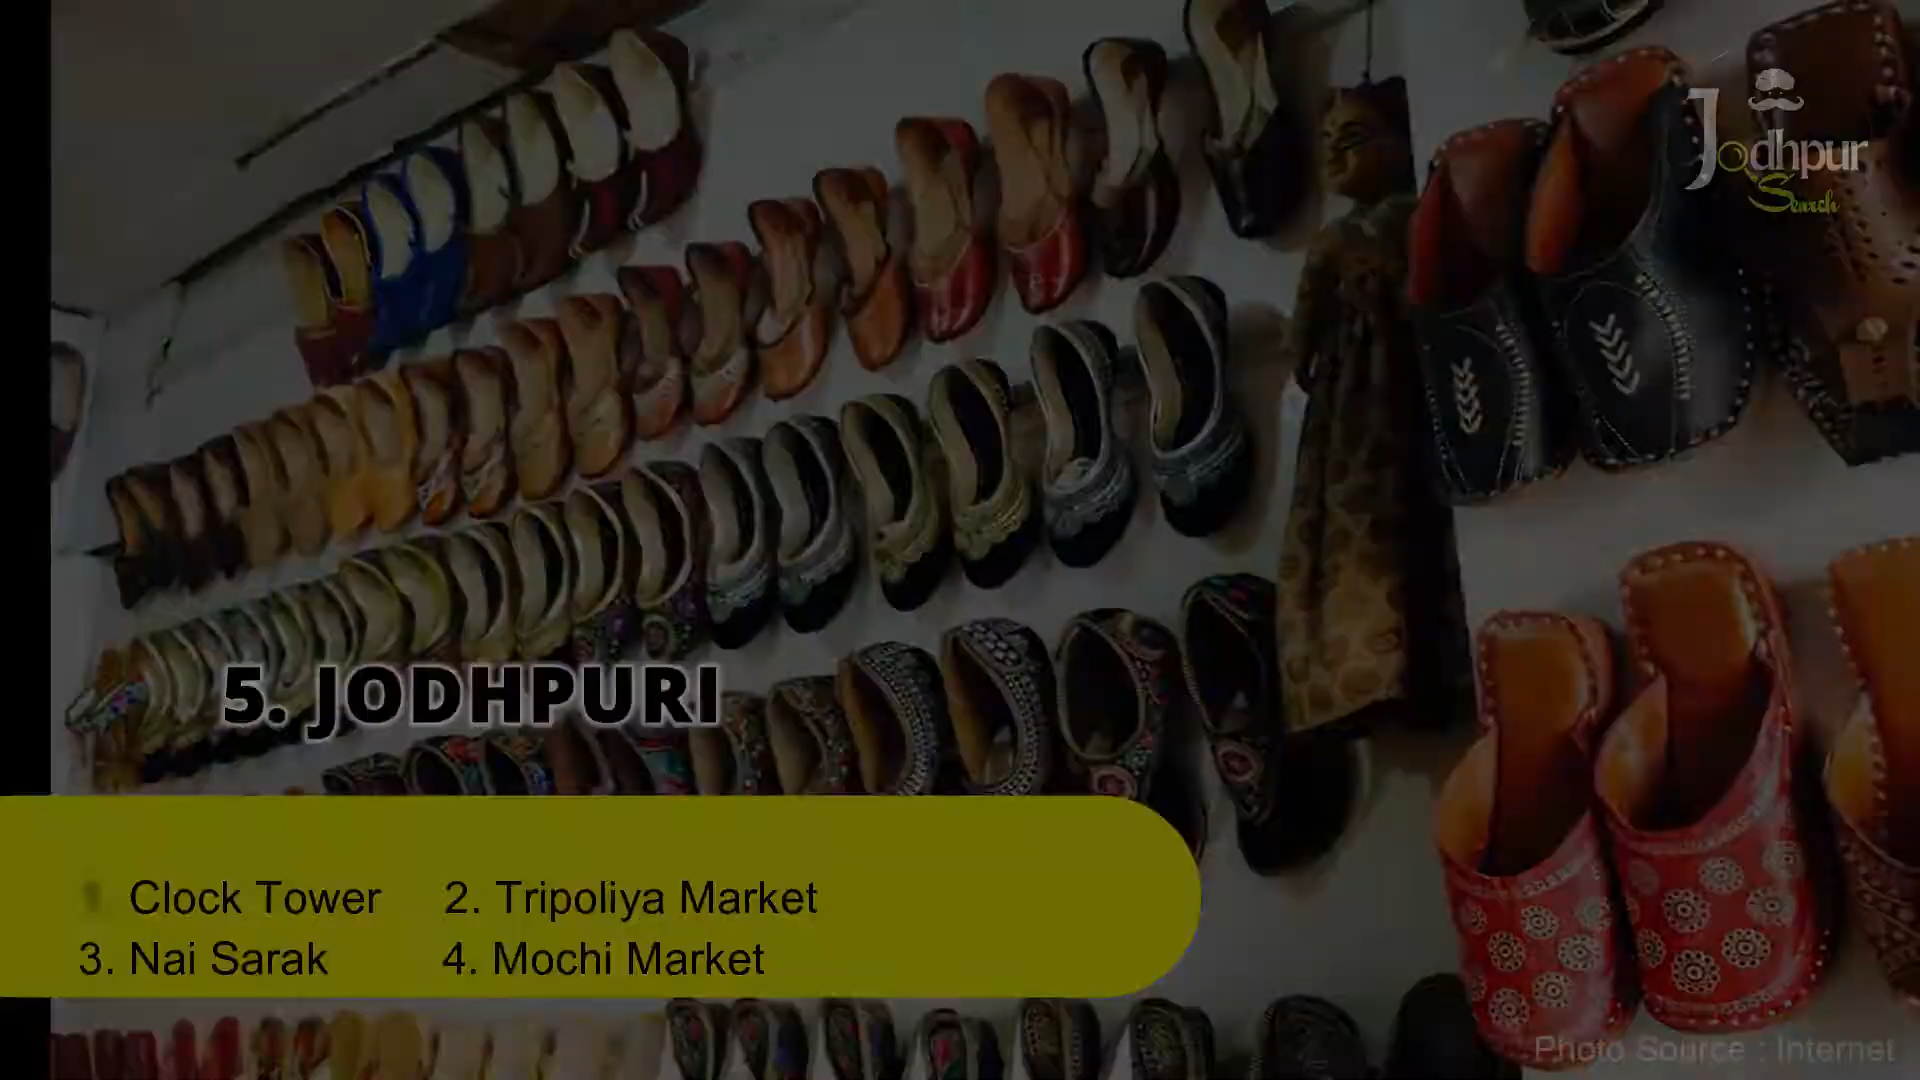 Jodhpur
Search
5. JODHPURI
Clock Tower 2. Tripoliya Market
3. Nai Sarak 4. Mochi Market
Photo Source : Internet